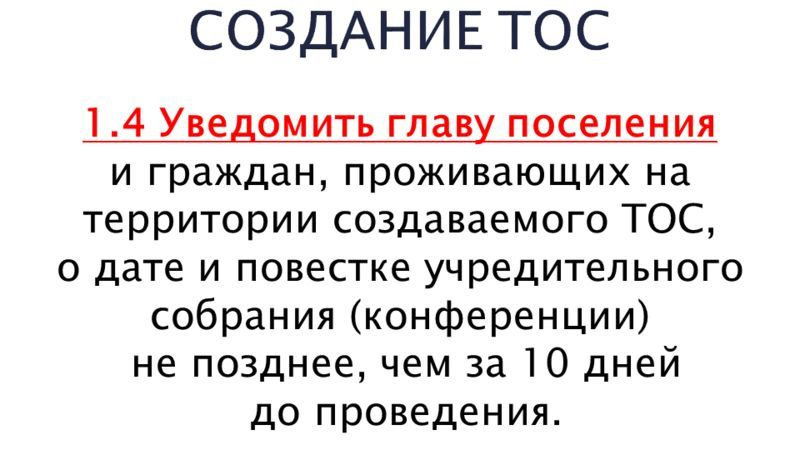 СОЗДАНИЕ ТОС
1.4 Уведомить главу поселения
и граждан, проживающих на
территории создаваемого ТОС,
о дате и повестке учредительного
собрания (конференции)
не позднее, чем за 10 дней
до проведения.